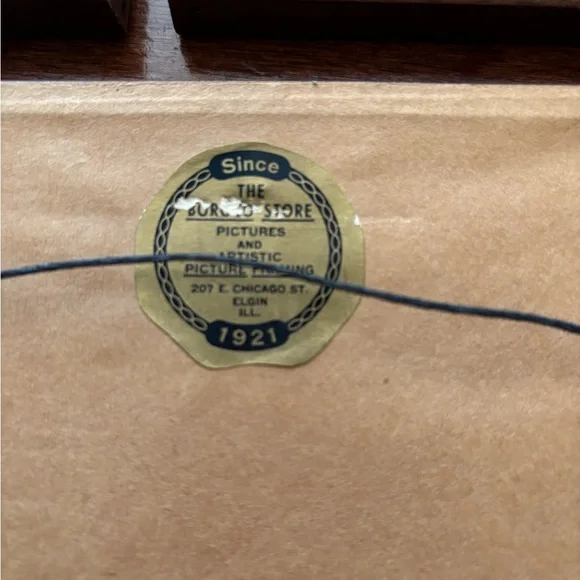 Since
THE
STORE
PICTURES
AND
ARTISTIC
PICTURE FRAMING
207 E. CHICAGO ST.
ELGIN
ILL.
1921